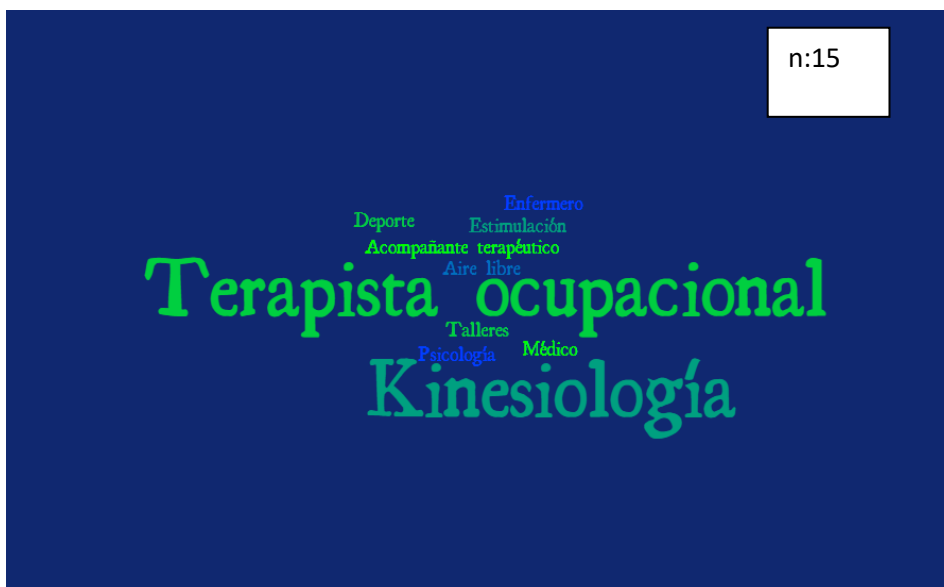 n:15
Enfermero
Deporte
Estimulación
Acompañante terapéutico
Aire libre
Terapista ocupacional
Talleres
Médico
Psicología
Kinesiología